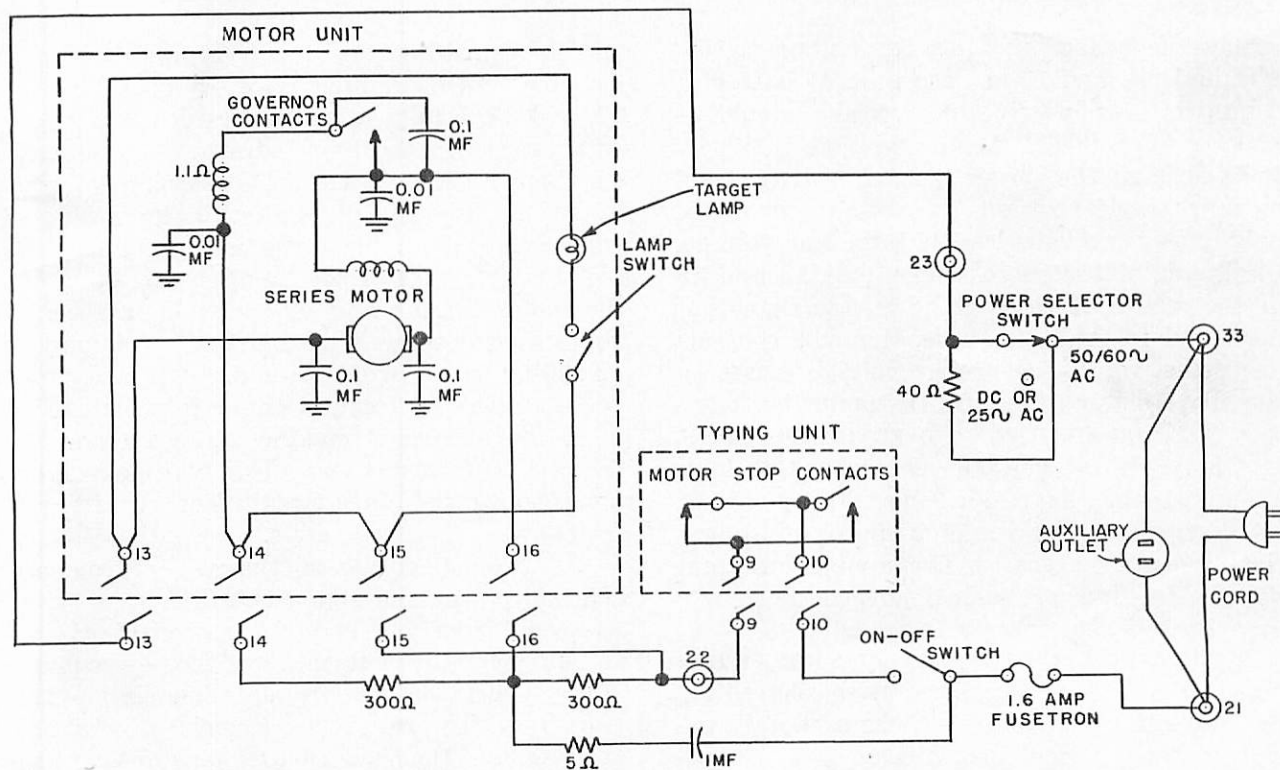 MOTOR UNIT
GOVERNOR
CONTACTS
0.1
MF
1.1Ω
0.01
MF
0.01
MF
TARGET
LAMP
LAMP
SWITCH
SERIES MOTOR
0.1
MF
0.1
MF
23
POWER SELECTOR
SWITCH
33
50/60∿
AC
40Ω
DC OR
25∿ AC
TYPING UNIT
MOTOR STOP CONTACTS
AUXILIARY
OUTLET
POWER
CORD
13
14
15
16
9
10
13
14
15
16
9
10
22
ON-OFF
SWITCH
300Ω
300Ω
1.6 AMP
FUSETRON
21
5Ω
1MF